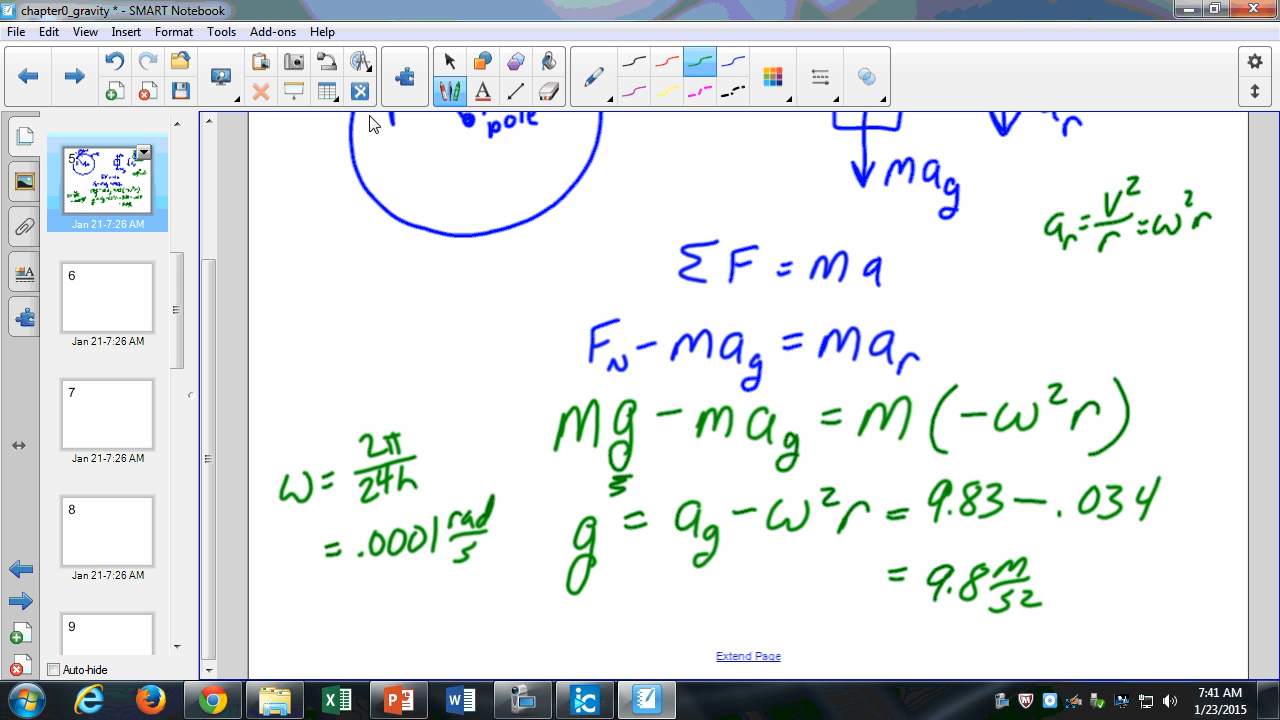 chapter0_gravity * - SMART Notebook
File Edit View Insert Format Tools Add-ons Help
5
Jan 21-7:26 AM
6
Jan 21-7:26 AM
7
Jan 21-7:26 AM
8
Jan 21-7:26 AM
9
Auto-hide
pole
a_r
ma_g
a_r = v²/r = ω²r
ΣF = ma
F_N - ma_g = ma_r
mg - ma_g = m(-ω²r)
ω = 2π/24h
= .0001 rad/s
g = a_g - ω²r = 9.83 - .034
= 9.8 m/s²
Extend Page
7:41 AM
1/23/2015